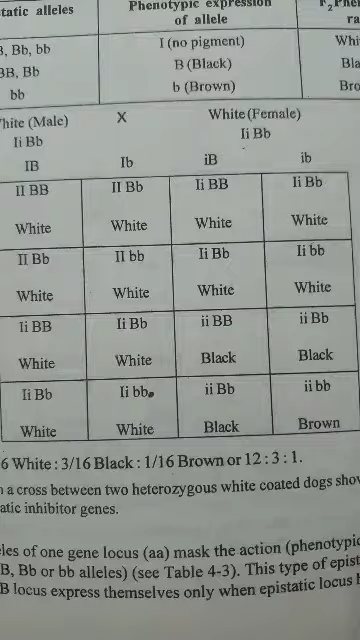 tatic alleles Phenotypic expression
of allele ra
B, Bb, bb I (no pigment) Whi
BB, Bb B (Black) Bla
bb b (Brown) Bro
hite (Male) X White (Female)
Ii Bb Ii Bb
IB Ib iB ib
II BB II Bb Ii BB Ii Bb
White White White White
II Bb II bb Ii Bb Ii bb
White White White White
Ii BB Ii Bb ii BB ii Bb
White White Black Black
Ii Bb Ii bb ii Bb ii bb
White White Black Brown
6 White : 3/16 Black : 1/16 Brown or 12 : 3 : 1.
n a cross between two heterozygous white coated dogs show
atic inhibitor genes.
les of one gene locus (aa) mask the action (phenotypic
B, Bb or bb alleles) (see Table 4-3). This type of epist
B locus express themselves only when epistatic locus